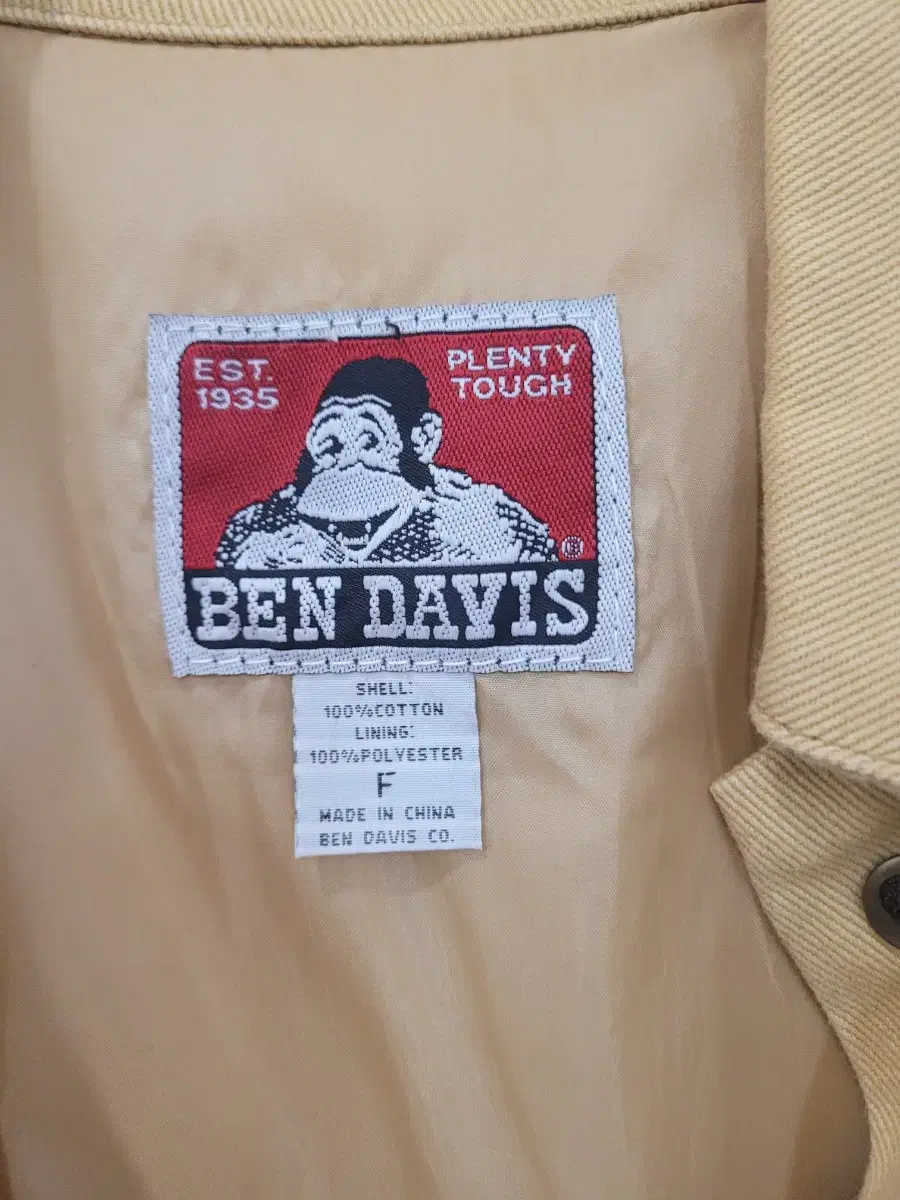 EST.
1935
PLENTY
TOUGH
®
BEN DAVIS
SHELL:
100%COTTON
LINING:
100%POLYESTER
F
MADE IN CHINA
BEN DAVIS CO.